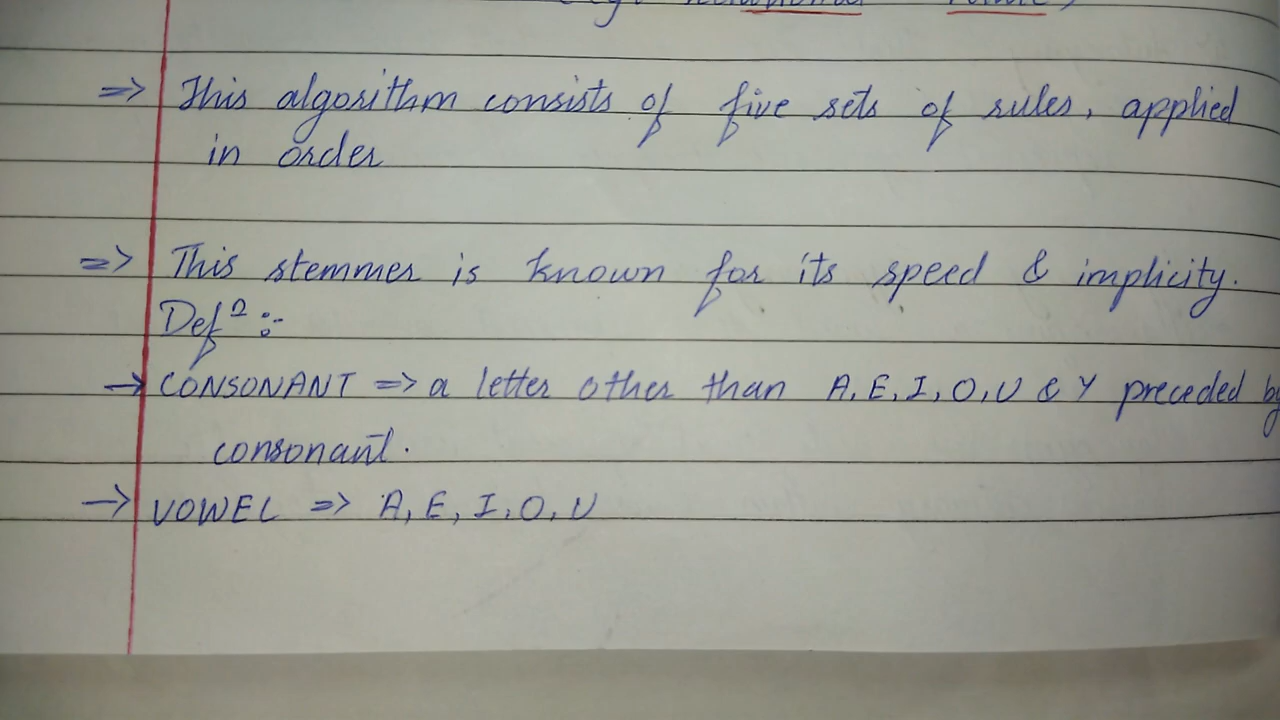 => This algorithm consists of five sets of rules, applied
in order
=> This stemmer is known for its speed & implicity.
Defⁿ :-
→ CONSONANT => a letter other than A, E, I, O, U & Y preceded by
consonant.
→ VOWEL => A, E, I, O, U